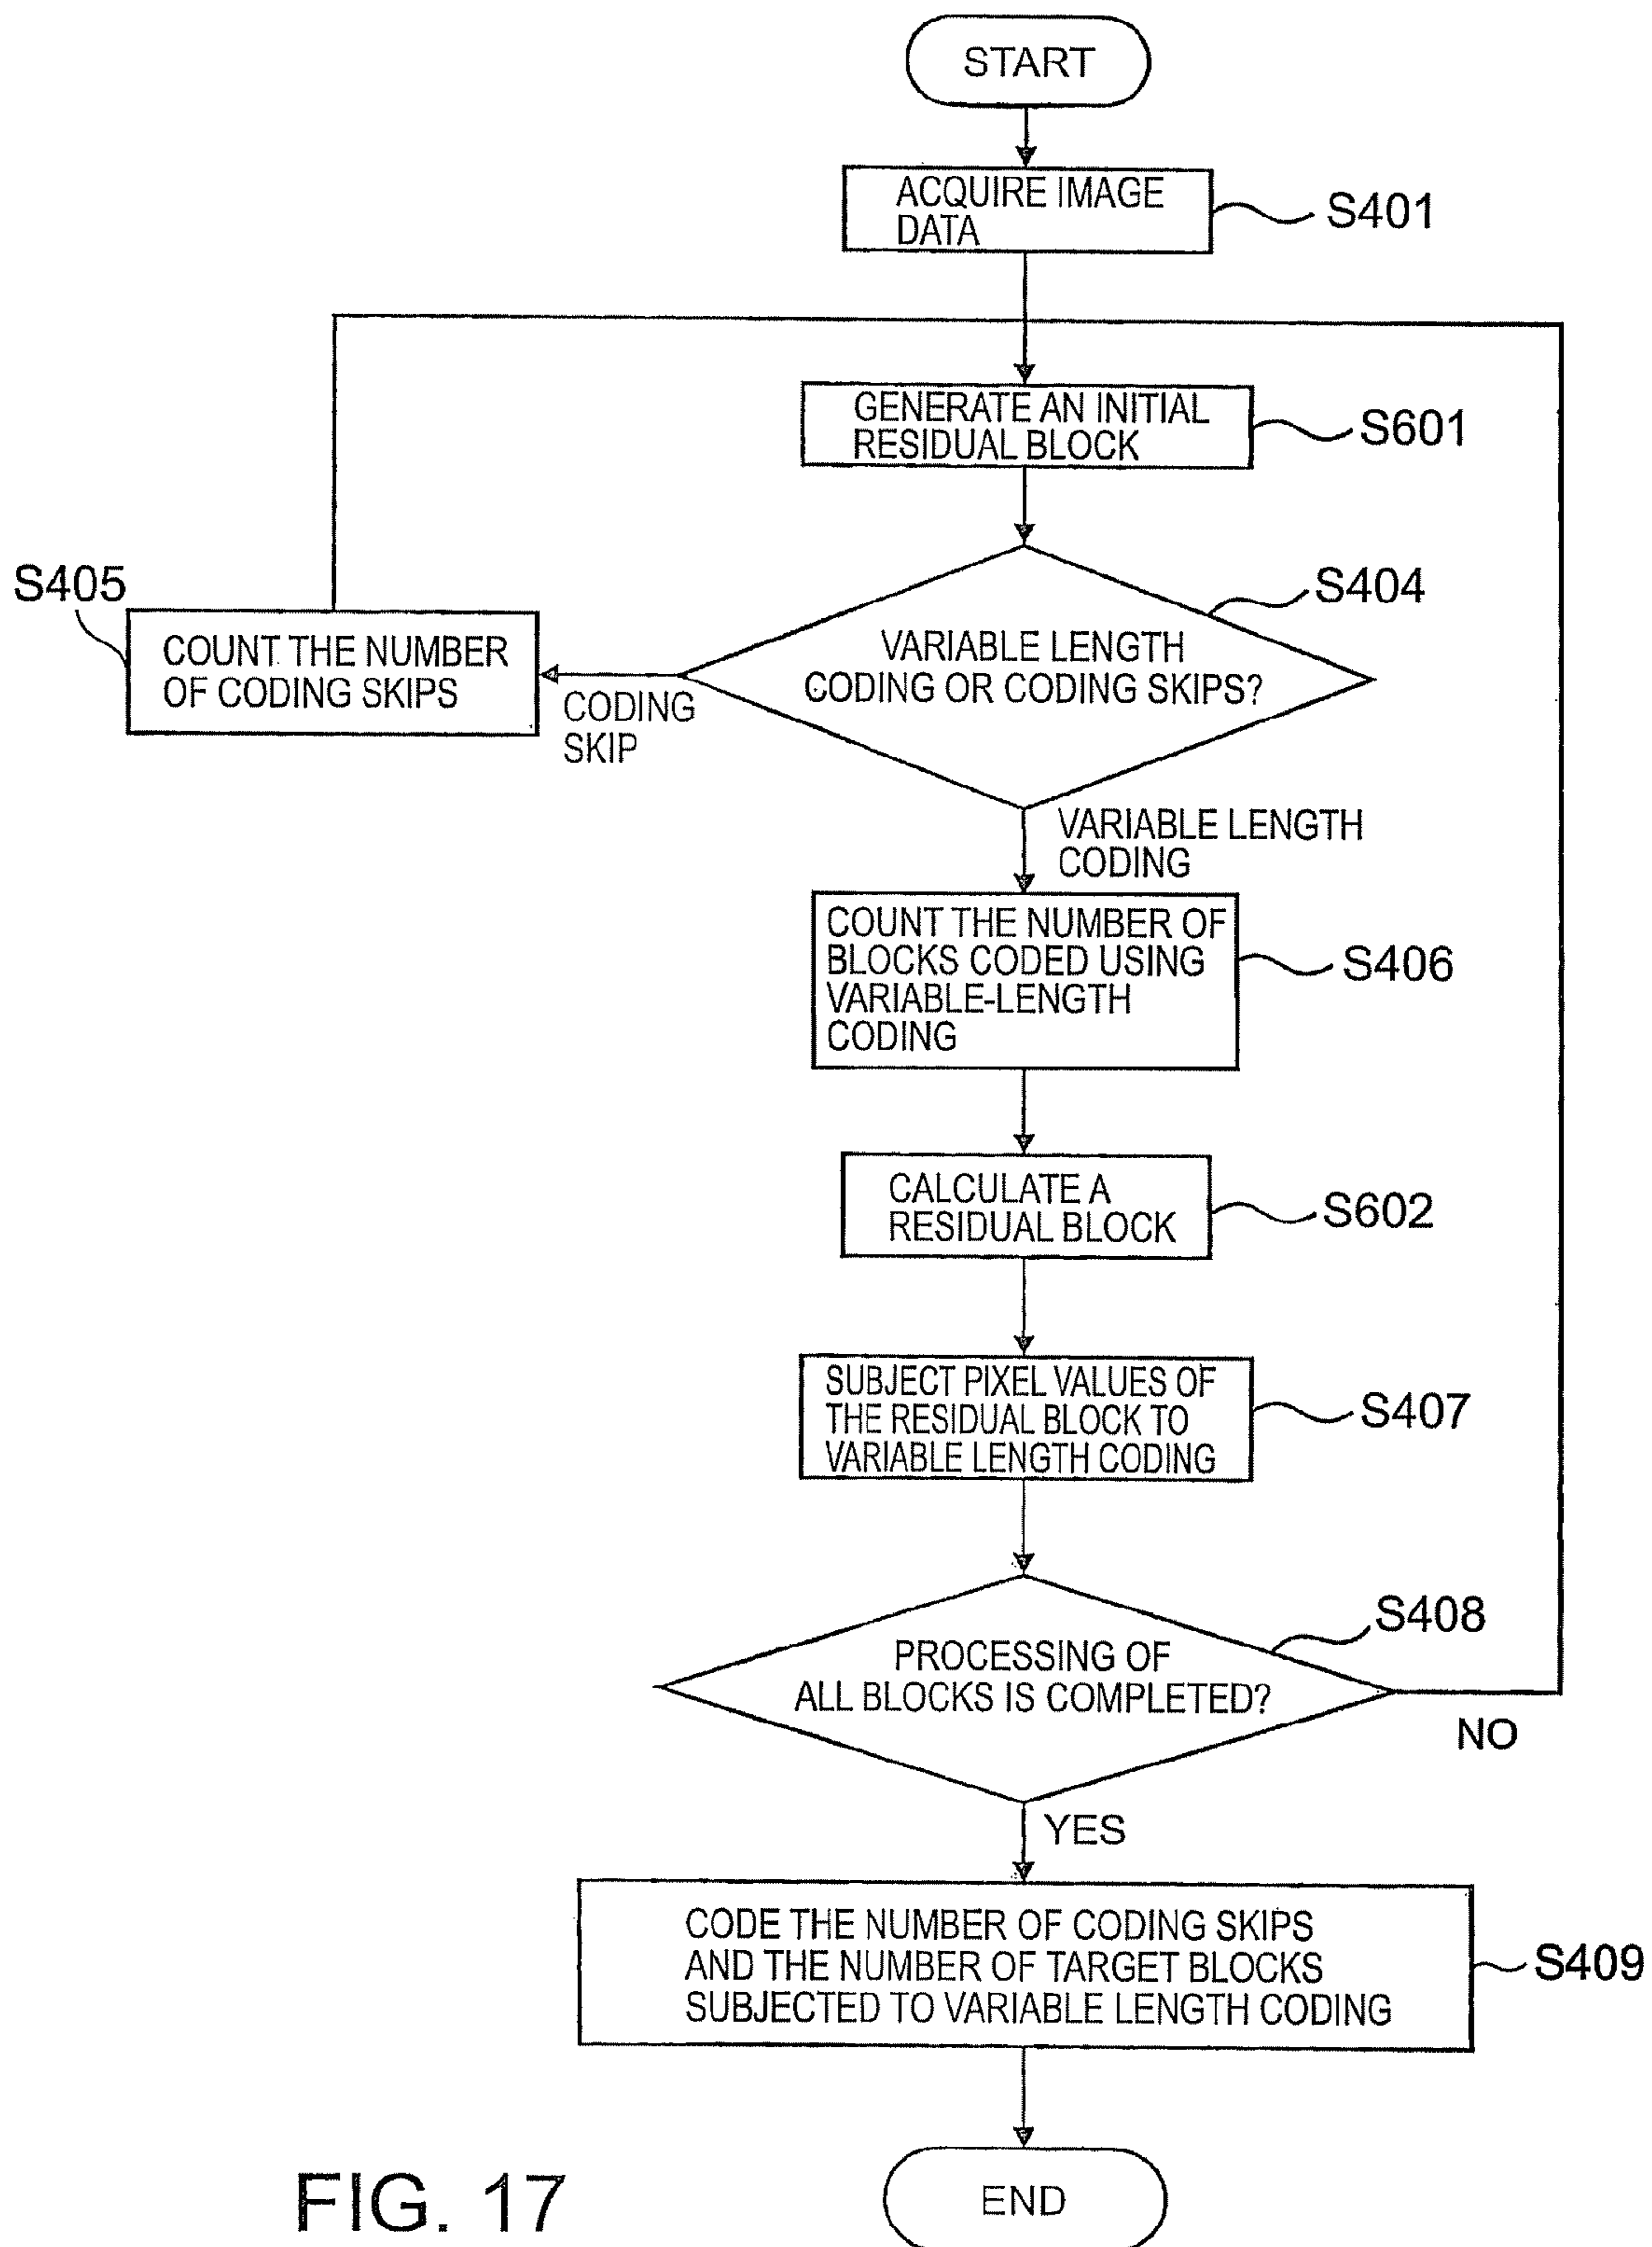 START
ACQUIRE IMAGE
DATA
S401
GENERATE AN INITIAL
RESIDUAL BLOCK
S601
S404
VARIABLE LENGTH
CODING OR CODING SKIPS?
S405
COUNT THE NUMBER
OF CODING SKIPS
CODING
SKIP
VARIABLE LENGTH
CODING
COUNT THE NUMBER OF
BLOCKS CODED USING
VARIABLE-LENGTH
CODING
S406
CALCULATE A
RESIDUAL BLOCK
S602
SUBJECT PIXEL VALUES OF
THE RESIDUAL BLOCK TO
VARIABLE LENGTH CODING
S407
S408
PROCESSING OF
ALL BLOCKS IS COMPLETED?
NO
YES
CODE THE NUMBER OF CODING SKIPS
AND THE NUMBER OF TARGET BLOCKS
SUBJECTED TO VARIABLE LENGTH CODING
S409
END
FIG. 17